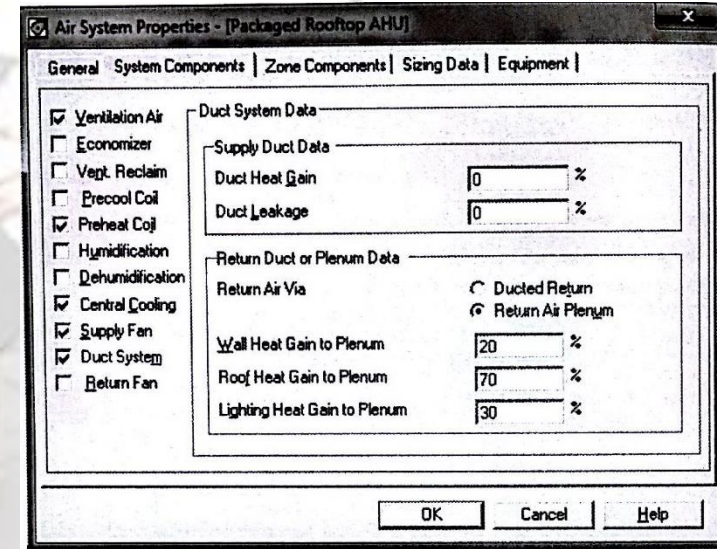 Air System Properties - [Packaged Rooftop AHU]
General System Components Zone Components Sizing Data Equipment
Ventilation Air
Economizer
Vent. Reclaim
Precool Coil
Preheat Coil
Humidification
Dehumidification
Central Cooling
Supply Fan
Duct System
Return Fan
Duct System Data
Supply Duct Data
Duct Heat Gain 0 %
Duct Leakage 0 %
Return Duct or Plenum Data
Return Air Via Ducted Return
Return Air Plenum
Wall Heat Gain to Plenum 20 %
Roof Heat Gain to Plenum 70 %
Lighting Heat Gain to Plenum 30 %
OK Cancel Help